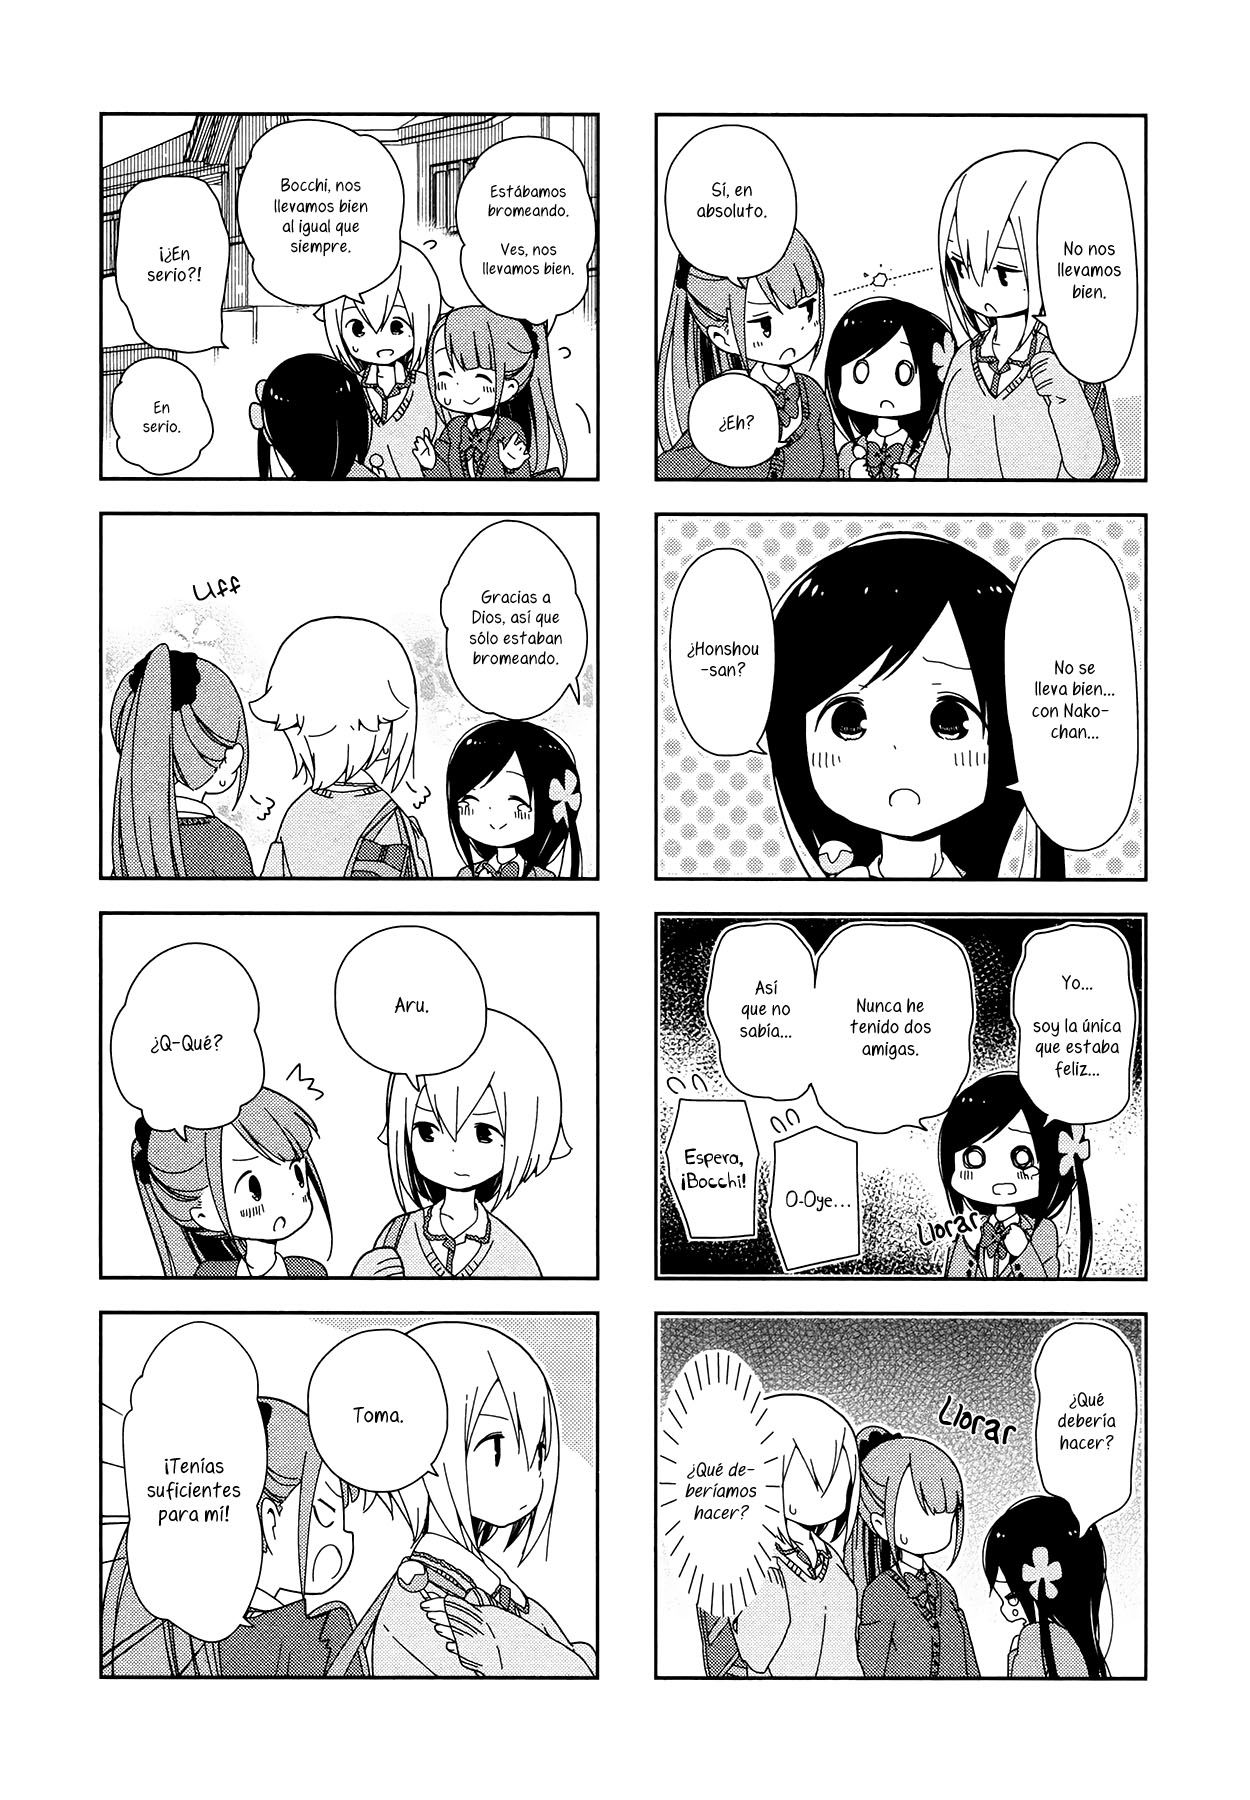 No nos
llevamos
bien.
Sí, en
absoluto.
¿Eh?
No se
lleva bien...
con Nako-
chan...
¿Honshou
-san?
Yo...
soy la única
que estaba
feliz...
Nunca he
tenido dos
amigas.
Así
que no
sabía...
Llorar
O-Oye...
Espera,
¡Bocchi!
¿Qué
debería
hacer?
Llorar
¿Qué de-
beríamos
hacer?
Estábamos
bromeando.
Ves, nos
llevamos bien.
Bocchi, nos
llevamos bien
al igual que
siempre.
¡¿En
serio?!
En
serio.
Gracias a
Dios, así que
sólo estaban
bromeando.
Uff
Aru.
¿Q-Qué?
Toma.
¡Tenías
suficientes
para mí!